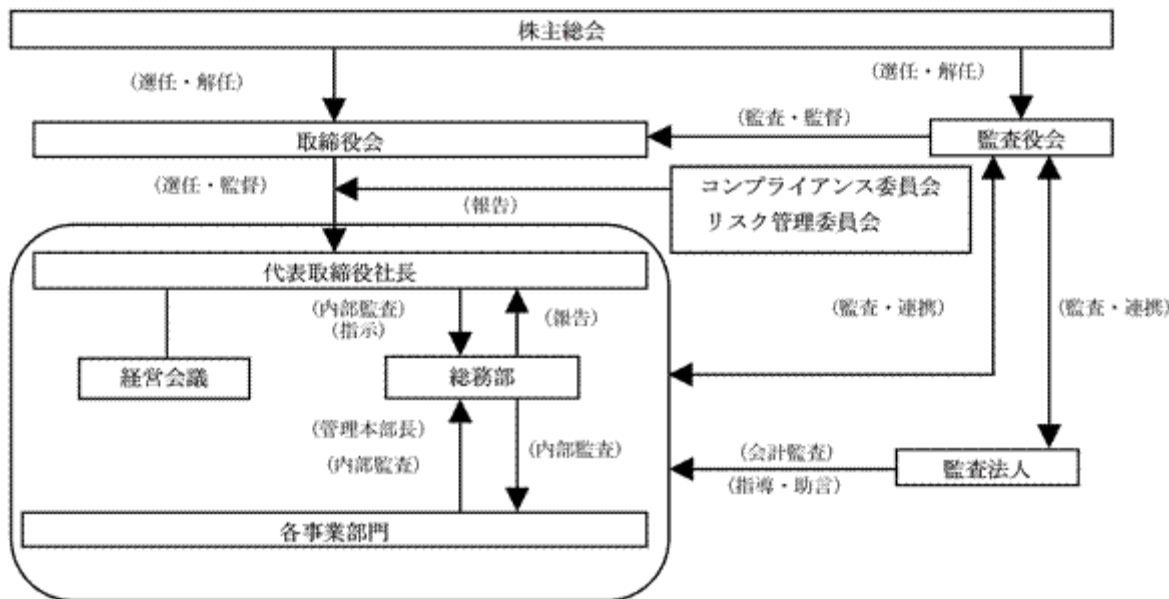 株主総会
(選任・解任)
(選任・解任)
(監査・監督)
取締役会
監査役会
(選任・監督)
コンプライアンス委員会
(報告)
リスク管理委員会
代表取締役社長
(内部監査)
(指示)
(報告)
(監査・連携)
(監査・連携)
経営会議
総務部
(管理本部長)
(内部監査)
(内部監査)
(会計監査)
監査法人
(指導・助言)
各事業部門